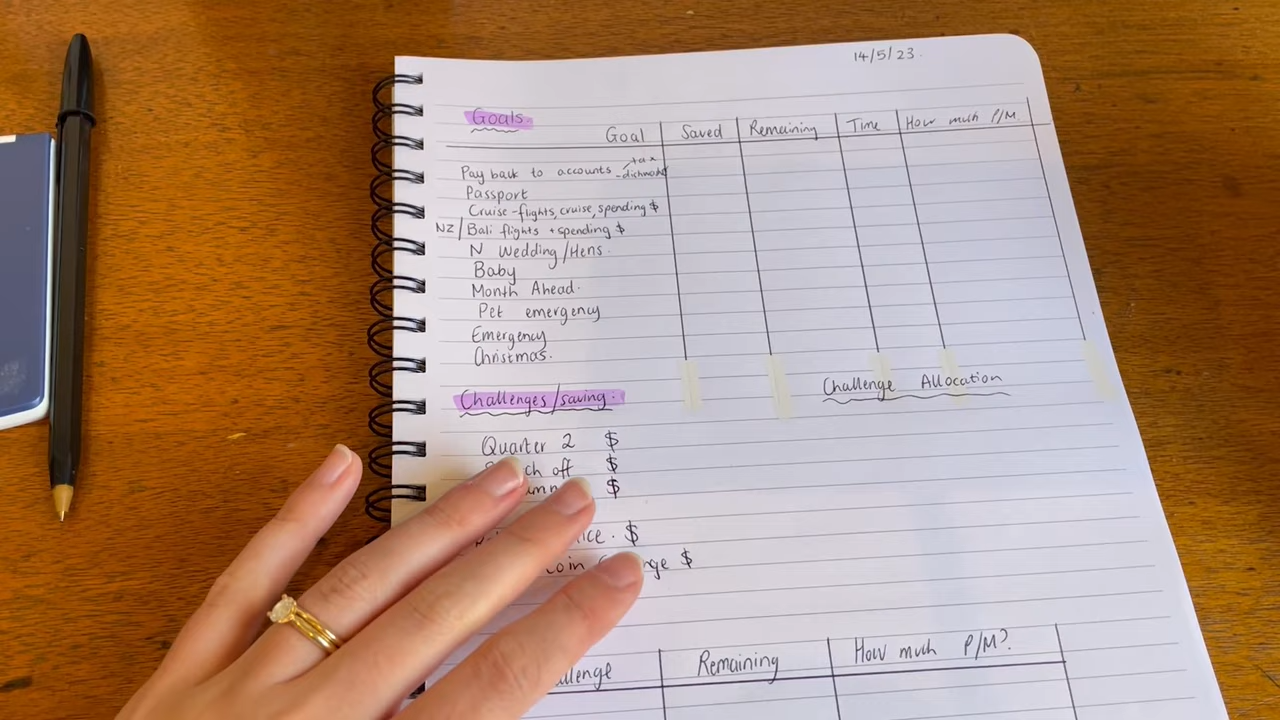 14/5/23.
Goals.
Goal Saved Remaining Time How much P/M.
tax
Pay back to accounts -
Passport
Cruise - flights, cruise, spending $
NZ/ Bali flights + spending $
N Wedding/Hens.
Baby
Month Ahead.
Pet emergency
Emergency
Christmas.
Challenges/saving. Challenge Allocation
Quarter 2 $
off $
$
$
$
Remaining How much P/M?